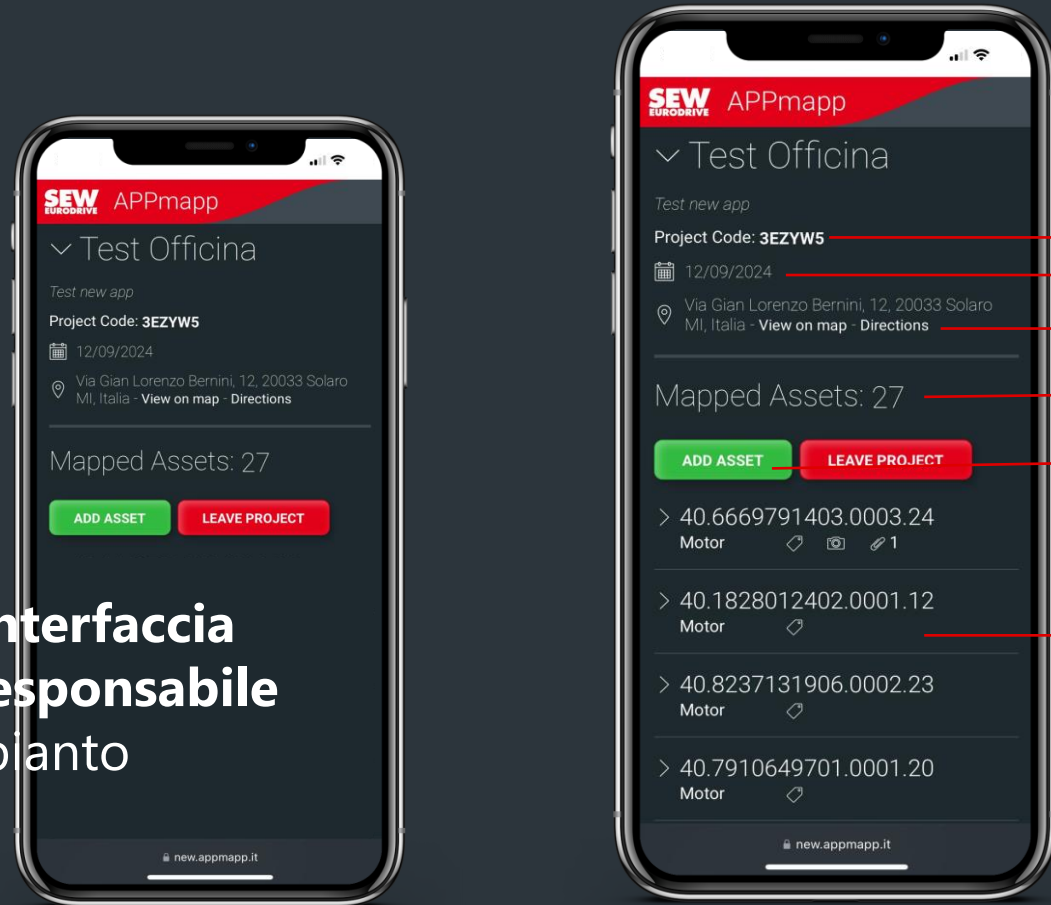 SEW
EURODRIVE
APPmapp
Test Officina
Test new app
Project Code: 3EZYW5
12/09/2024
Via Gian Lorenzo Bernini, 12, 20033 Solaro
MI, Italia - View on map - Directions
Mapped Assets: 27
ADD ASSET
LEAVE PROJECT
nterfaccia
esponsabile
pianto
new.appmapp.it
SEW
EURODRIVE
APPmapp
Test Officina
Test new app
Project Code: 3EZYW5
12/09/2024
Via Gian Lorenzo Bernini, 12, 20033 Solaro
MI, Italia - View on map - Directions
Mapped Assets: 27
ADD ASSET
LEAVE PROJECT
40.6669791403.0003.24
Motor 1
40.1828012402.0001.12
Motor
40.8237131906.0002.23
Motor
40.7910649701.0001.20
Motor
new.appmapp.it